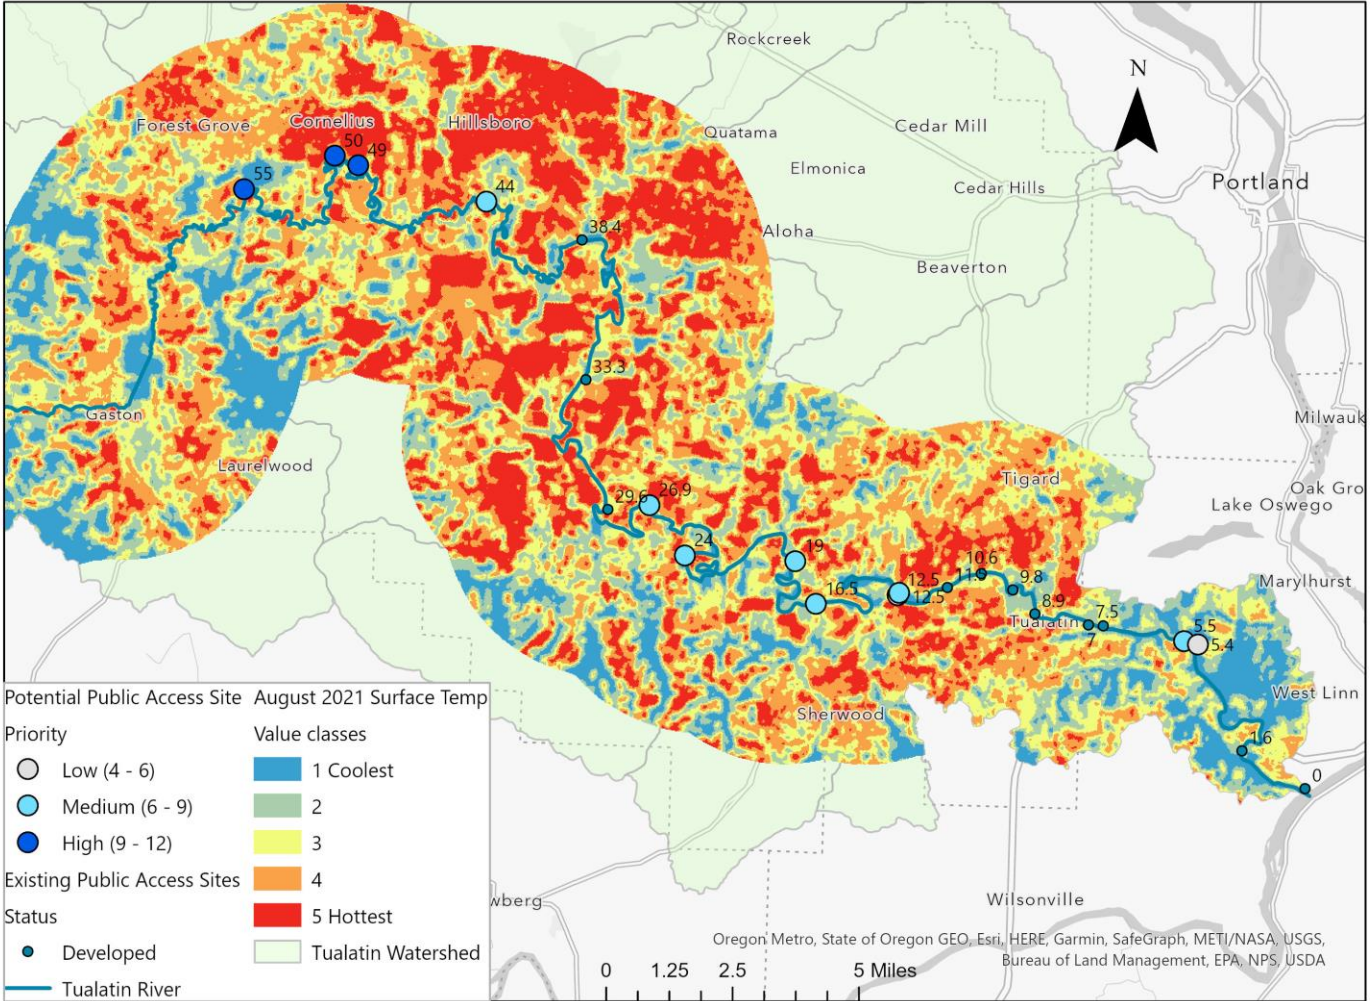 Rockcreek
N
Forest Grove
Cornelius
Hillsboro
Quatama
Cedar Mill
50
49
Elmonica
Portland
55
44
Cedar Hills
38.4
Aloha
Beaverton
33.3
Gaston
Milwauk
Laurelwood
Tigard
29.6
26.9
Oak Gro
Lake Oswego
24
19
10.6
12.5
9.8
Marylhurst
16.5
12.5
8.9
Tualatin
7.5
7
5.5
5.4
West Linn
Sherwood
1.6
0
Potential Public Access Site
August 2021 Surface Temp
Priority
Value classes
Low (4 - 6)
1 Coolest
Medium (6 - 9)
2
High (9 - 12)
3
Existing Public Access Sites
4
Status
5 Hottest
Developed
Tualatin Watershed
Tualatin River
wberg
Wilsonville
Oregon Metro, State of Oregon GEO, Esri, HERE, Garmin, SafeGraph, METI/NASA, USGS,
Bureau of Land Management, EPA, NPS, USDA
0 1.25 2.5 5 Miles